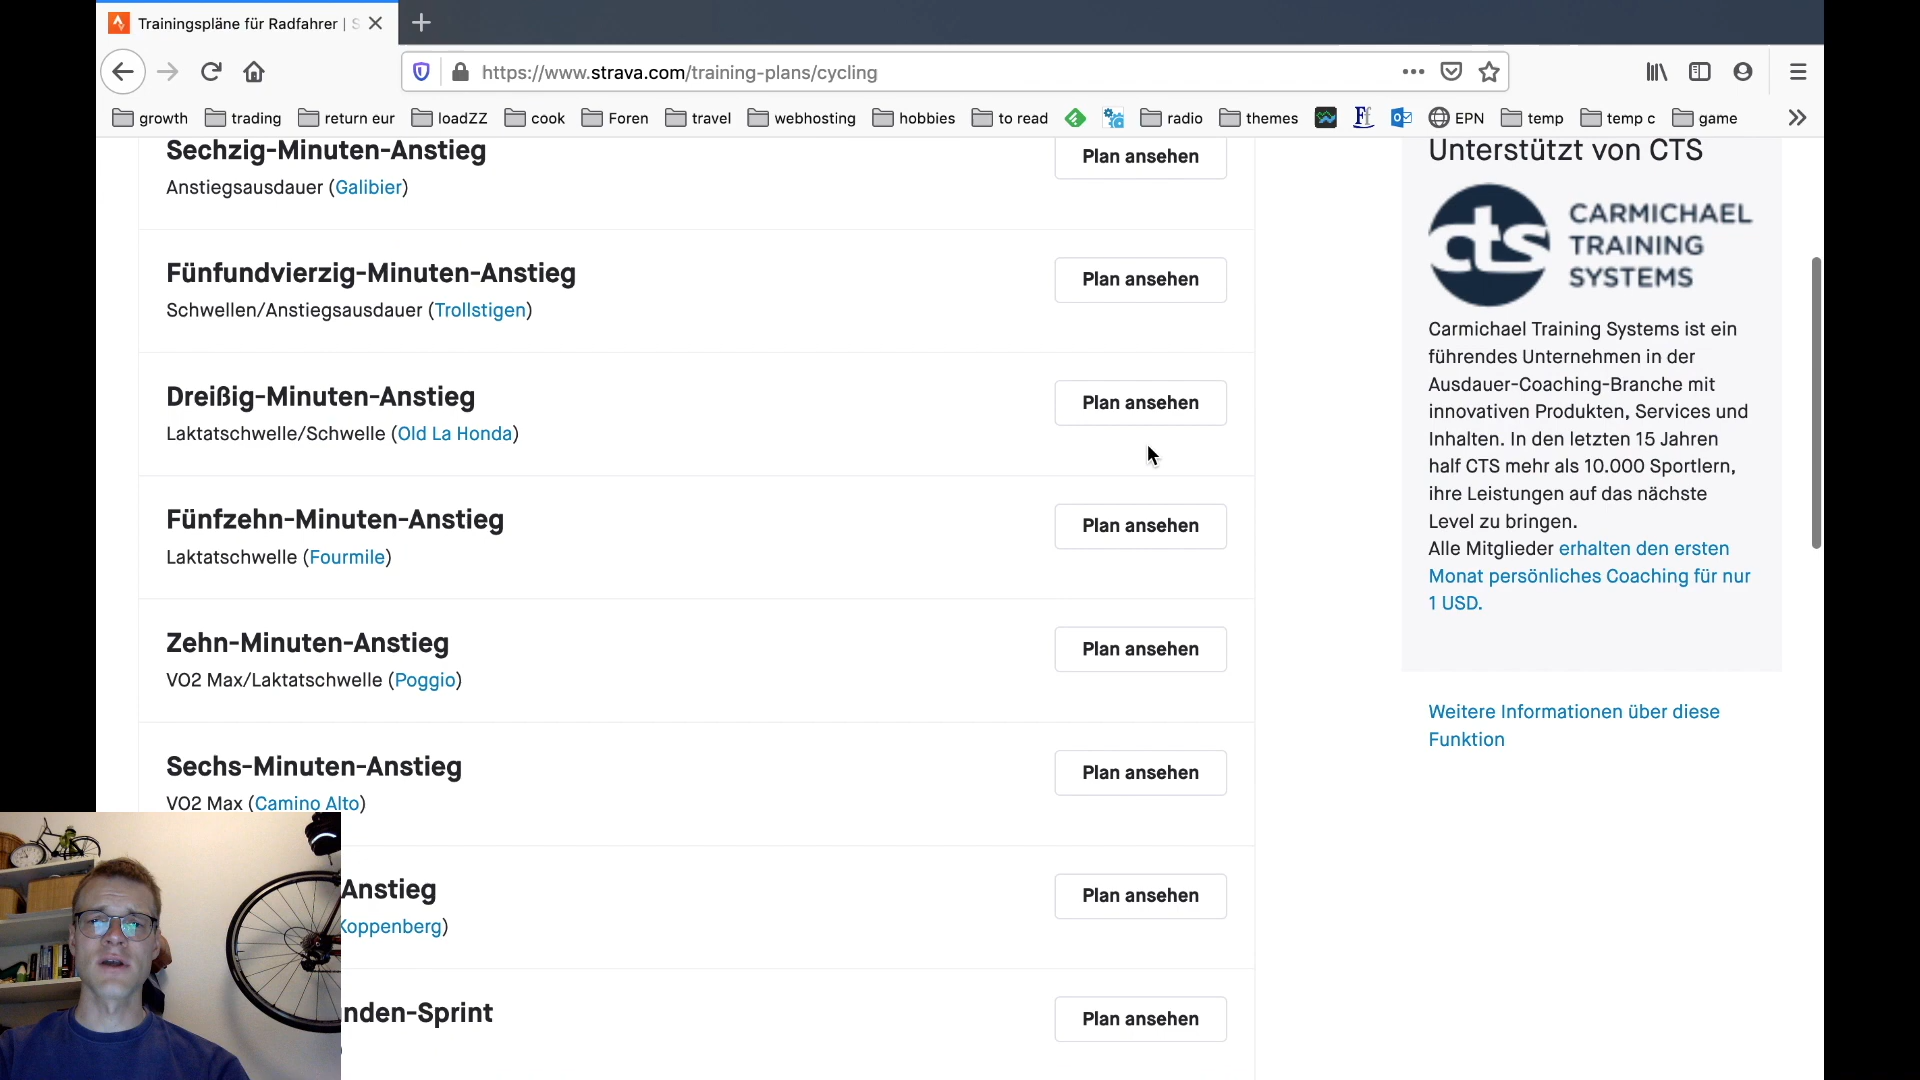 Trainingspläne für Radfahrer | S
https://www.strava.com/training-plans/cycling
growth trading return eur loadZZ cook Foren travel webhosting hobbies to read radio themes Ff EPN temp temp c game
Sechzig-Minuten-Anstieg
Anstiegsausdauer (Galibier)
Plan ansehen
Fünfundvierzig-Minuten-Anstieg
Schwellen/Anstiegsausdauer (Trollstigen)
Plan ansehen
Dreißig-Minuten-Anstieg
Laktatschwelle/Schwelle (Old La Honda)
Plan ansehen
Fünfzehn-Minuten-Anstieg
Laktatschwelle (Fourmile)
Plan ansehen
Zehn-Minuten-Anstieg
VO2 Max/Laktatschwelle (Poggio)
Plan ansehen
Sechs-Minuten-Anstieg
VO2 Max (Camino Alto)
Plan ansehen
Anstieg
Koppenberg)
Plan ansehen
nden-Sprint
)
Plan ansehen
Unterstützt von CTS
cts
CARMICHAEL
TRAINING
SYSTEMS
Carmichael Training Systems ist ein
führendes Unternehmen in der
Ausdauer-Coaching-Branche mit
innovativen Produkten, Services und
Inhalten. In den letzten 15 Jahren
half CTS mehr als 10.000 Sportlern,
ihre Leistungen auf das nächste
Level zu bringen.
Alle Mitglieder erhalten den ersten
Monat persönliches Coaching für nur
1 USD.
Weitere Informationen über diese
Funktion